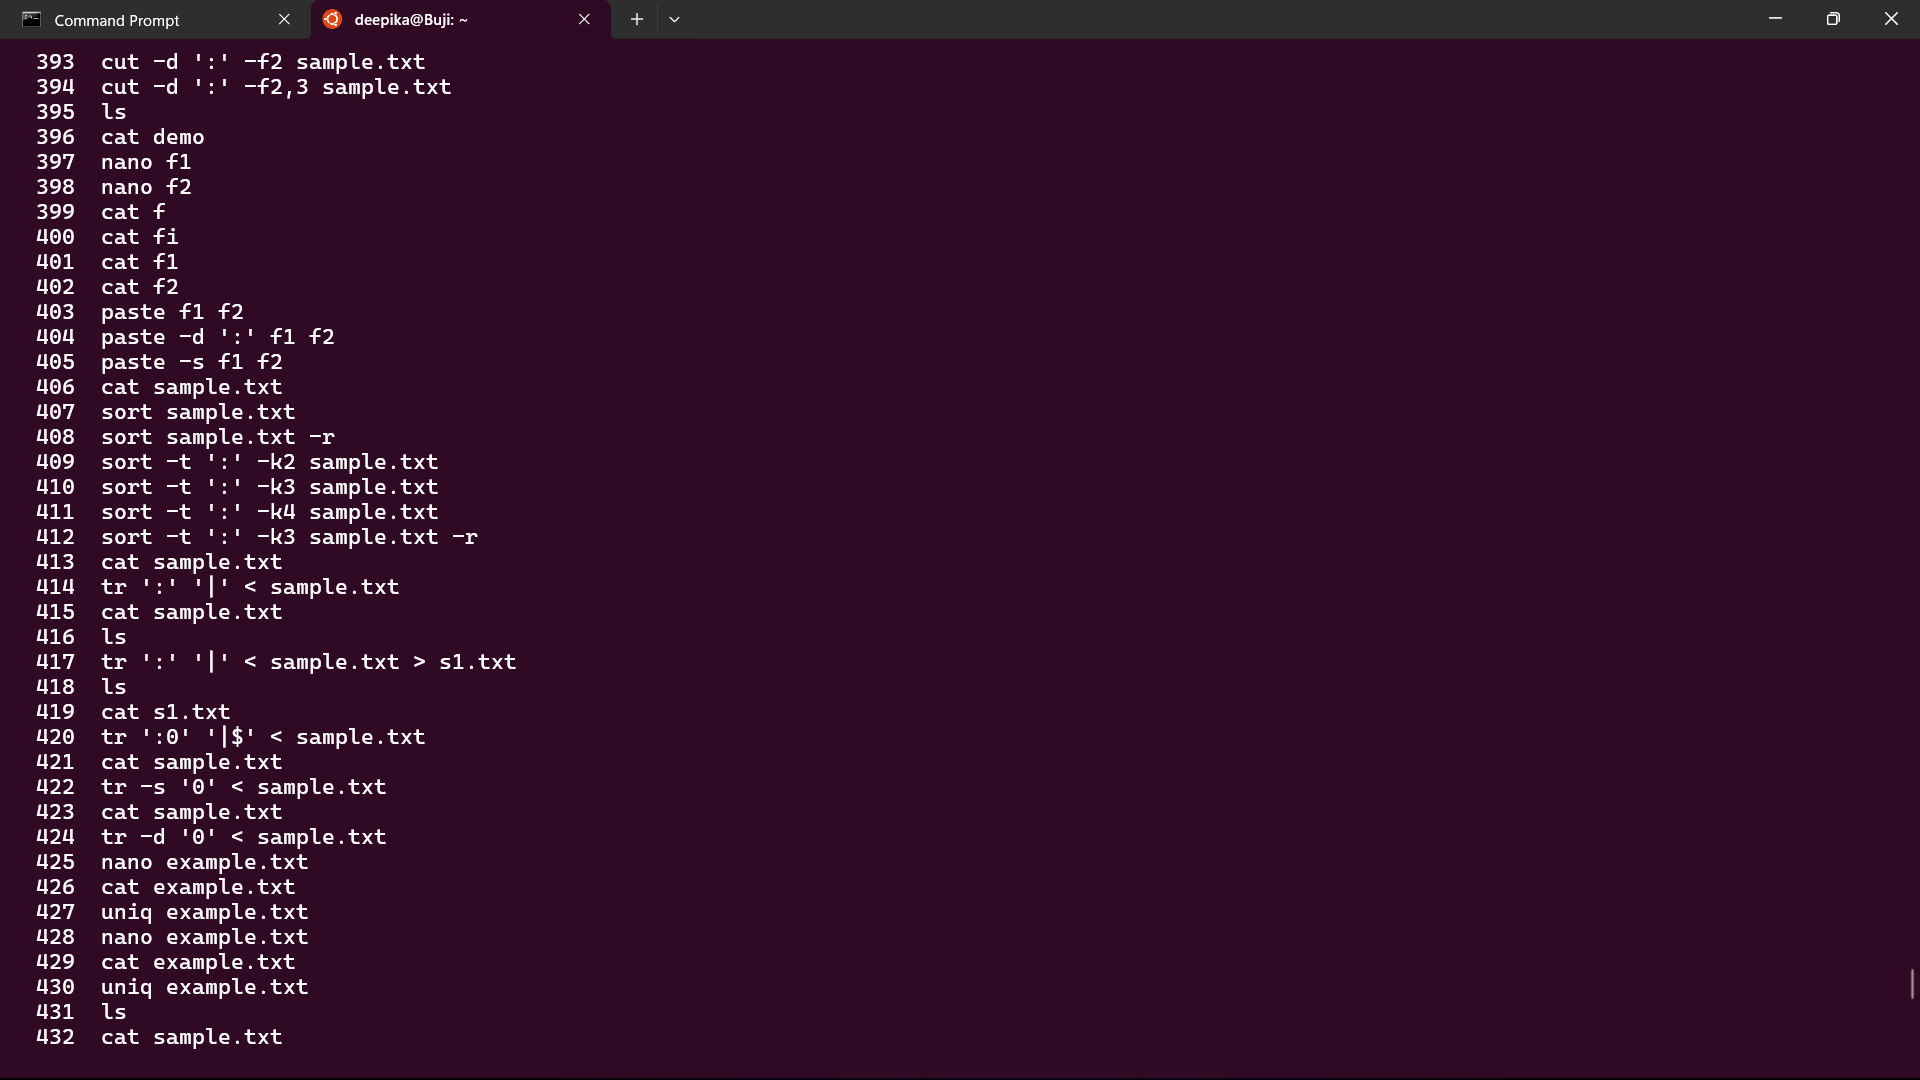 Command Prompt
deepika@Buji: ~
393 cut -d ':' -f2 sample.txt
394 cut -d ':' -f2,3 sample.txt
395 ls
396 cat demo
397 nano f1
398 nano f2
399 cat f
400 cat fi
401 cat f1
402 cat f2
403 paste f1 f2
404 paste -d ':' f1 f2
405 paste -s f1 f2
406 cat sample.txt
407 sort sample.txt
408 sort sample.txt -r
409 sort -t ':' -k2 sample.txt
410 sort -t ':' -k3 sample.txt
411 sort -t ':' -k4 sample.txt
412 sort -t ':' -k3 sample.txt -r
413 cat sample.txt
414 tr ':' '|' < sample.txt
415 cat sample.txt
416 ls
417 tr ':' '|' < sample.txt > s1.txt
418 ls
419 cat s1.txt
420 tr ':0' '|$' < sample.txt
421 cat sample.txt
422 tr -s '0' < sample.txt
423 cat sample.txt
424 tr -d '0' < sample.txt
425 nano example.txt
426 cat example.txt
427 uniq example.txt
428 nano example.txt
429 cat example.txt
430 uniq example.txt
431 ls
432 cat sample.txt